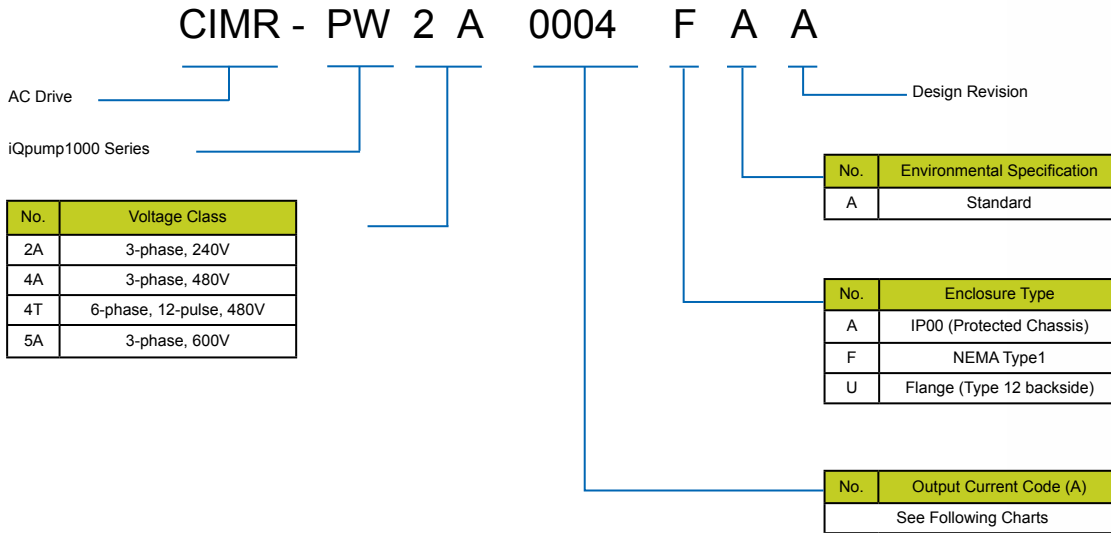 CIMR - PW 2 A 0004 F A A
AC Drive
Design Revision
iQpump1000 Series
No. Environmental Specification
A Standard
No. Voltage Class
2A 3-phase, 240V
4A 3-phase, 480V
4T 6-phase, 12-pulse, 480V
5A 3-phase, 600V
No. Enclosure Type
A IP00 (Protected Chassis)
F NEMA Type1
U Flange (Type 12 backside)
No. Output Current Code (A)
See Following Charts